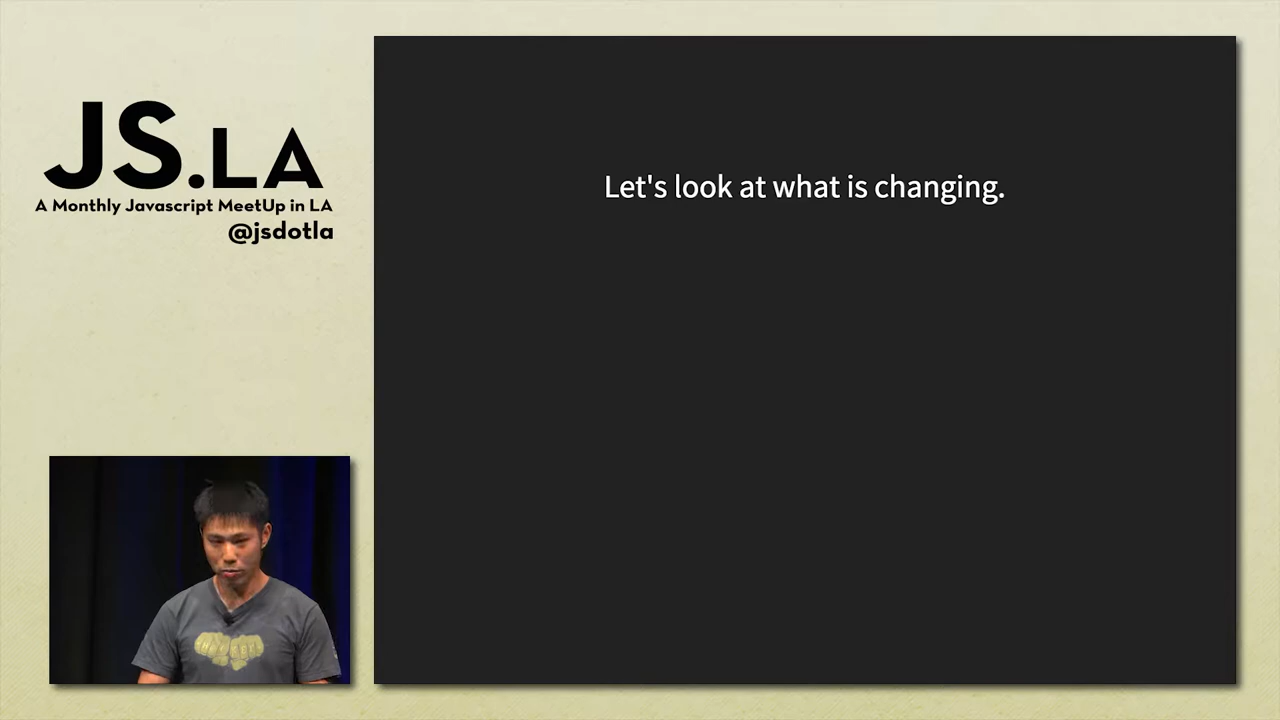 JS.LA
A Monthly Javascript MeetUp in LA
@jsdotla
Let's look at what is changing.